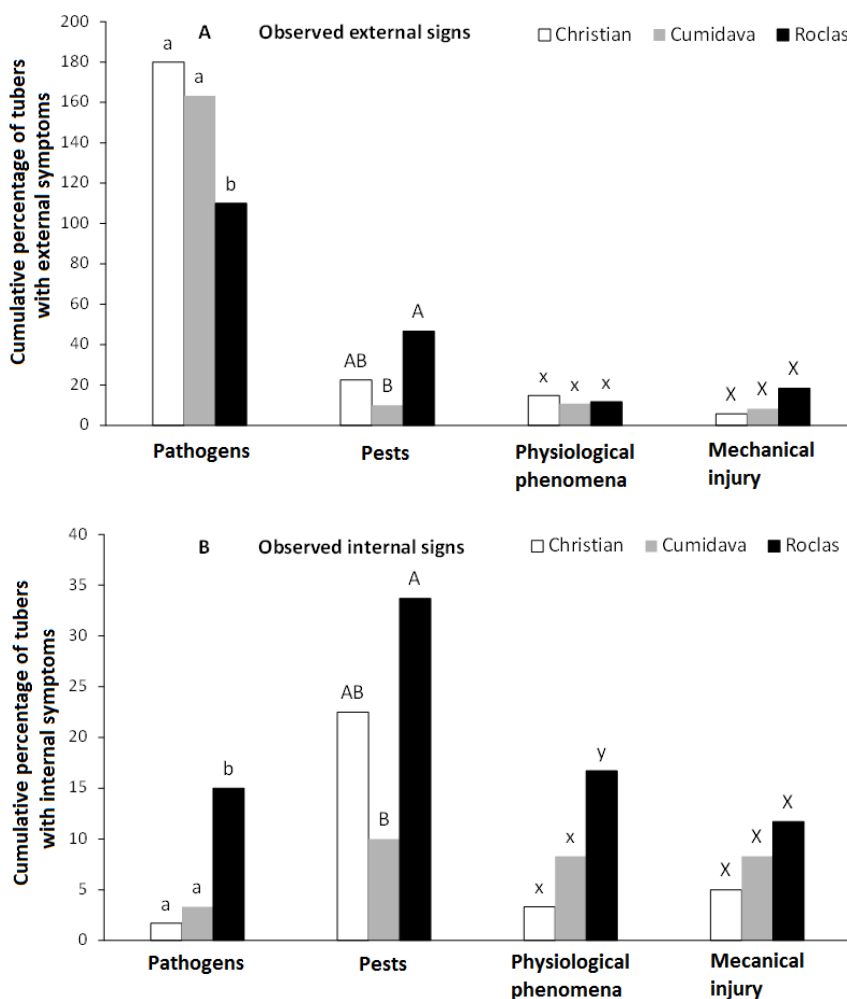 A Observed external signs
Christian Cumidava Roclas
Cumulative percentage of tubers
with external symptoms
200
180
160
140
120
100
80
60
40
20
0
a a b
AB B A
x x x
X X X
Pathogens Pests Physiological phenomena Mechanical injury
B Observed internal signs
Christian Cumidava Roclas
Cumulative percentage of tubers
with internal symptoms
40
35
30
25
20
15
10
5
0
a a b
AB B A
x x y
X X X
Pathogens Pests Physiological phenomena Mecanical injury